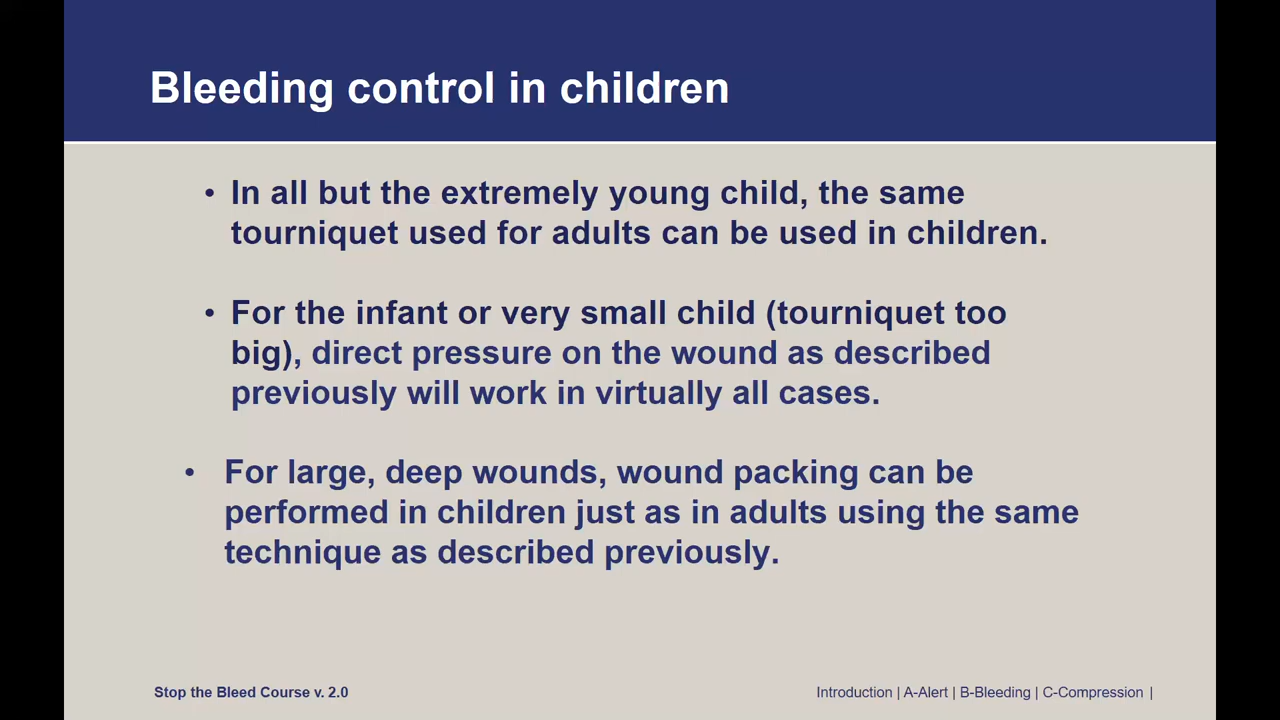 Bleeding control in children
• In all but the extremely young child, the same
tourniquet used for adults can be used in children.
• For the infant or very small child (tourniquet too
big), direct pressure on the wound as described
previously will work in virtually all cases.
• For large, deep wounds, wound packing can be
performed in children just as in adults using the same
technique as described previously.
Stop the Bleed Course v. 2.0
Introduction | A-Alert | B-Bleeding | C-Compression |